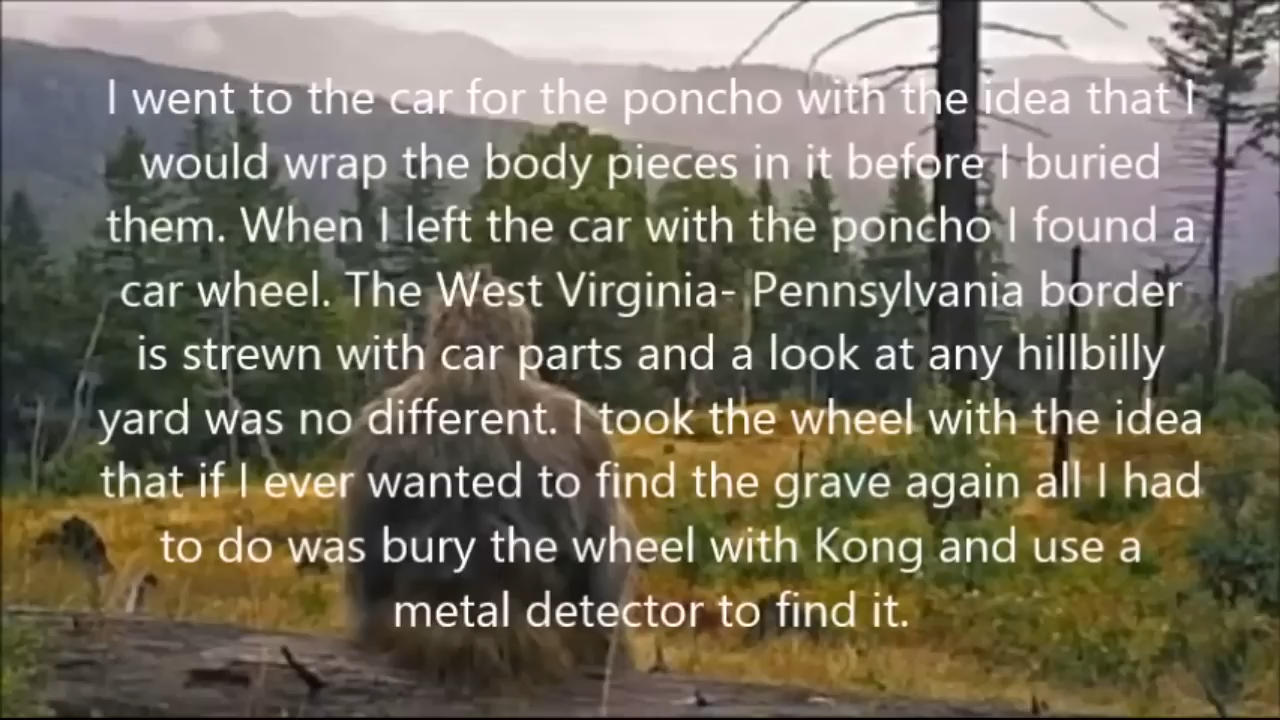 I went to the car for the poncho with the idea that I
would wrap the body pieces in it before I buried
them. When I left the car with the poncho I found a
car wheel. The West Virginia- Pennsylvania border
is strewn with car parts and a look at any hillbilly
yard was no different. I took the wheel with the idea
that if I ever wanted to find the grave again all I had
to do was bury the wheel with Kong and use a
metal detector to find it.